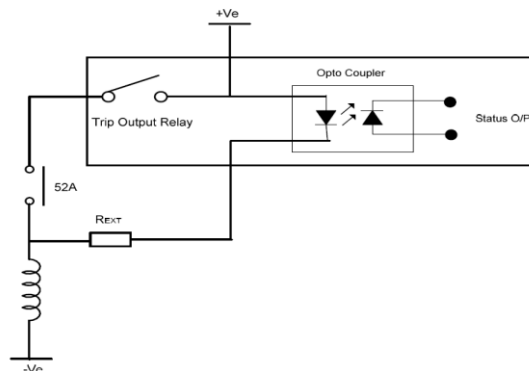 +Ve
Opto Coupler
Trip Output Relay
Status O/P
52A
REXT
-Ve